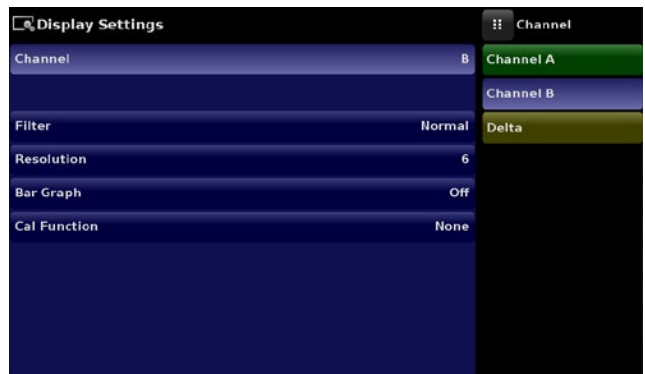 Display Settings
Channel B
Filter Normal
Resolution 6
Bar Graph Off
Cal Function None
Channel
Channel A
Channel B
Delta